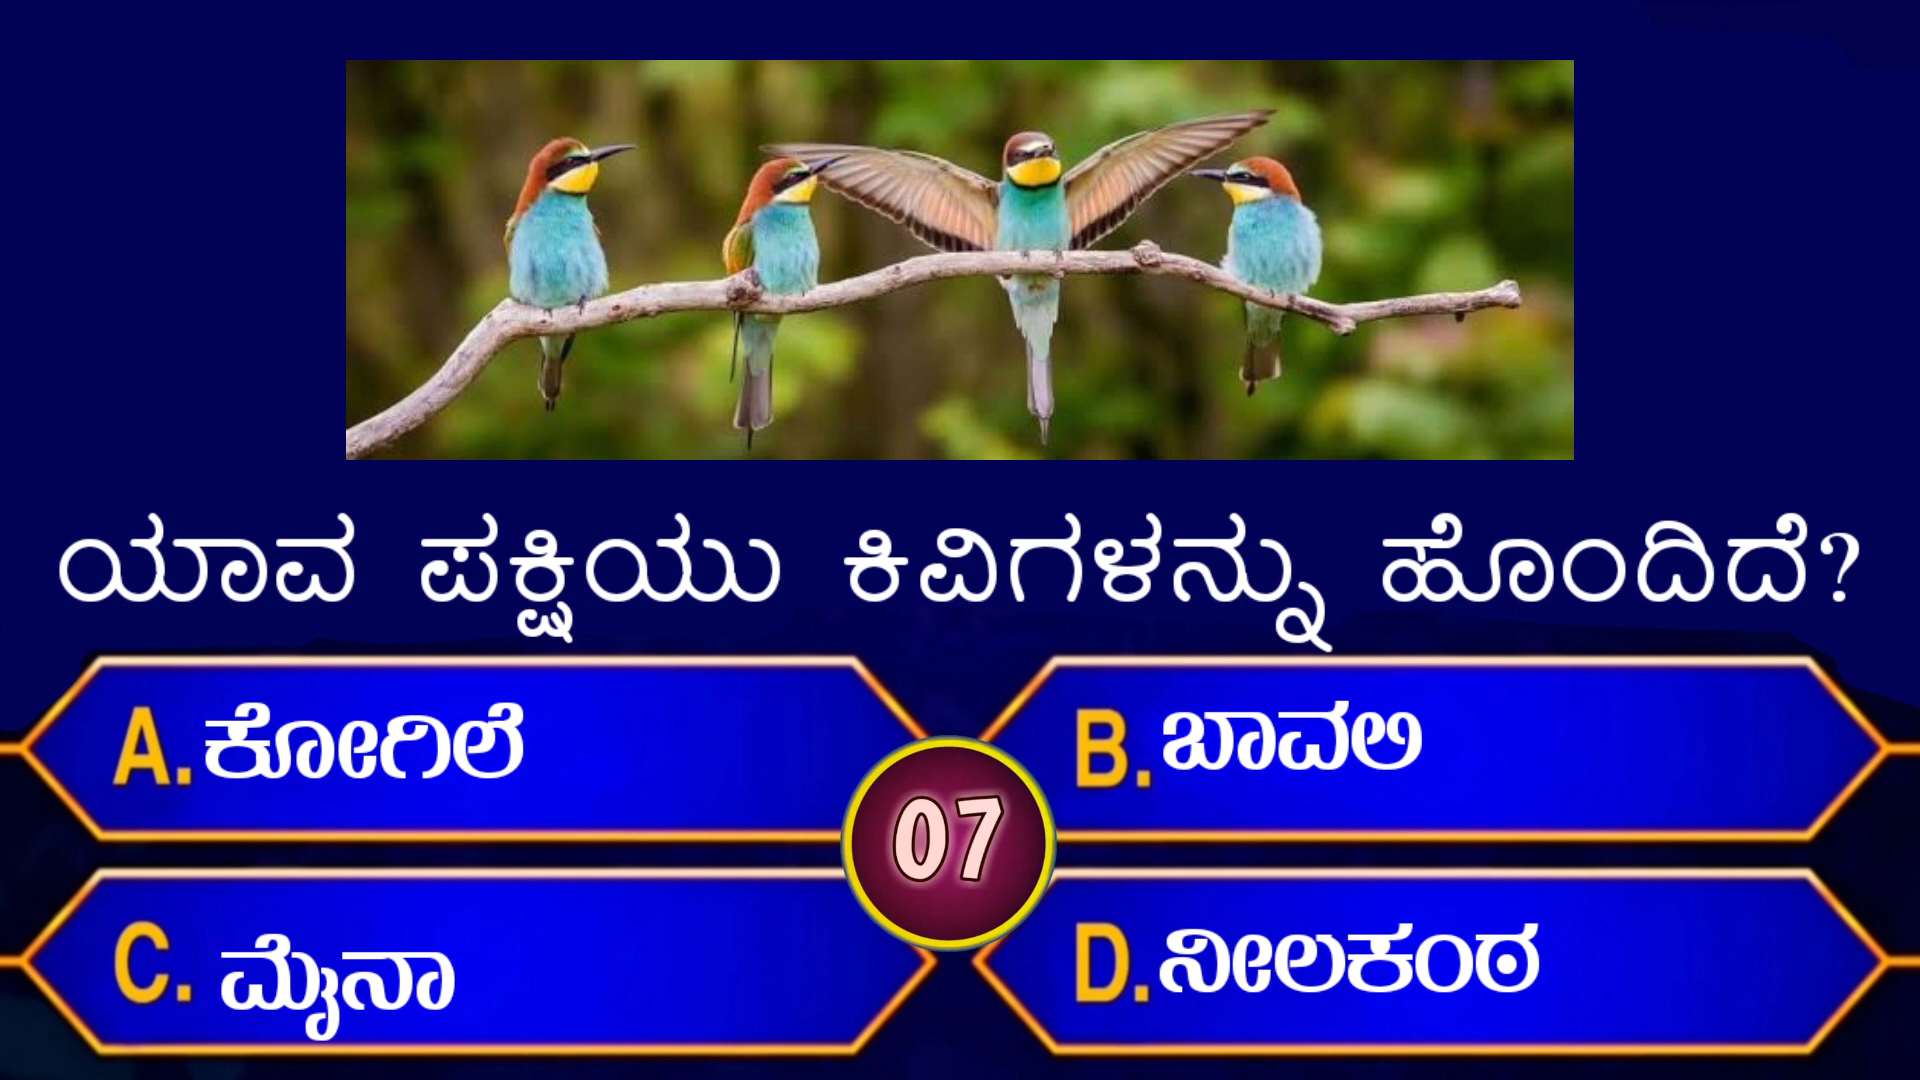 ಯಾವ ಪಕ್ಷಿಯು ಕಿವಿಗಳನ್ನು ಹೊಂದಿದೆ?
A. ಕೋಗಿಲೆ
B. ಬಾವಲಿ
07
C. ಮೈನಾ
D. ನೀಲಕಂಠ